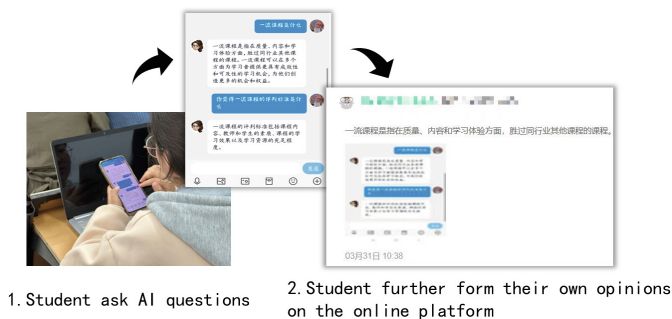 一流课程是什么
一流课程是指在质量、内容和学
习体验方面，胜过同行业其他课
程的课程。一流课程可以在多个
方面为学习者提供更具有成效性
和可及性的学习机会，为他们创
造更多的机会和权益。
你觉得一流课程的评判标准是什
么
一流课程的评判标准包括课程内
容、教师和学生的素质、课程的学
习效果以及学习资源的充足程
度。
发送
一流课程是指在质量、内容和学习体验方面，胜过同行业其他课程的课程。
03月31日 10:38
1.Student ask AI questions
2.Student further form their own opinions
on the online platform